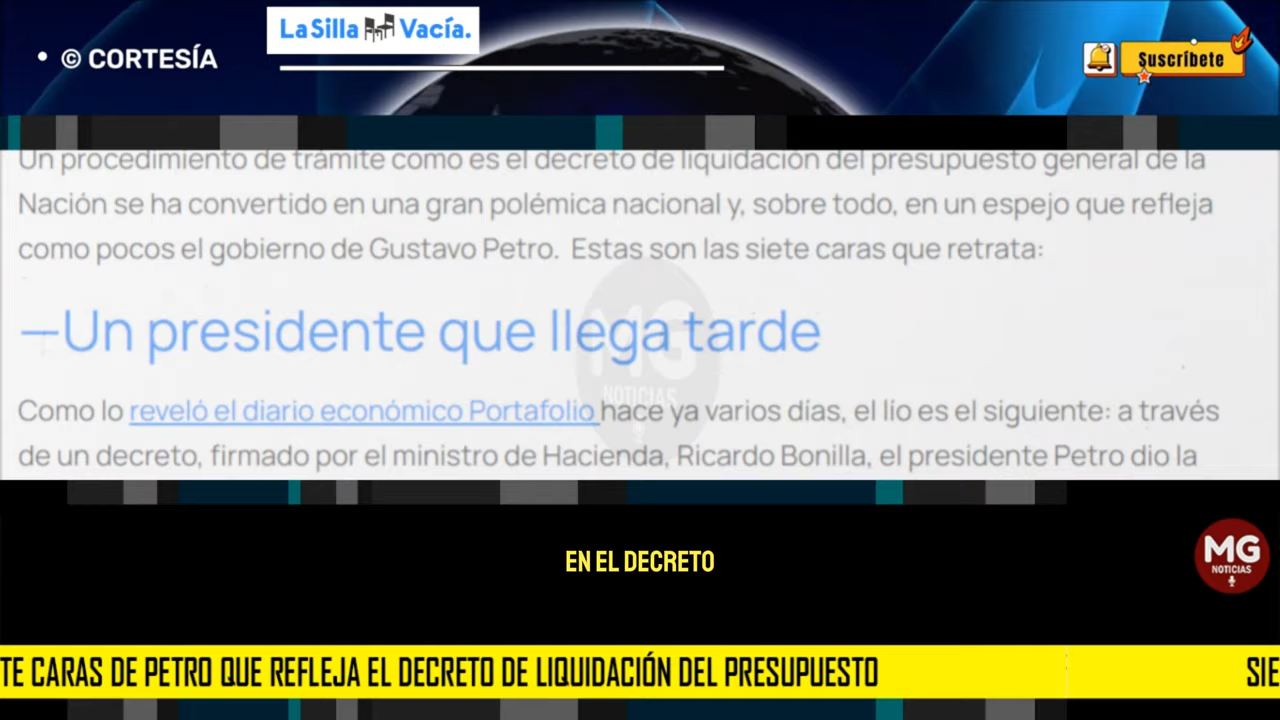 LaSilla Vacía.
• © CORTESÍA
Suscríbete
Un procedimiento de trámite como es el decreto de liquidación del presupuesto general de la
Nación se ha convertido en una gran polémica nacional y, sobre todo, en un espejo que refleja
como pocos el gobierno de Gustavo Petro. Estas son las siete caras que retrata:
—Un presidente que llega tarde
MG
NOTICIAS
Como lo reveló el diario económico Portafolio hace ya varios días, el lío es el siguiente: a través
de un decreto, firmado por el ministro de Hacienda, Ricardo Bonilla, el presidente Petro dio la
EN EL DECRETO
MG
NOTICIAS
TE CARAS DE PETRO QUE REFLEJA EL DECRETO DE LIQUIDACIÓN DEL PRESUPUESTO
SIE